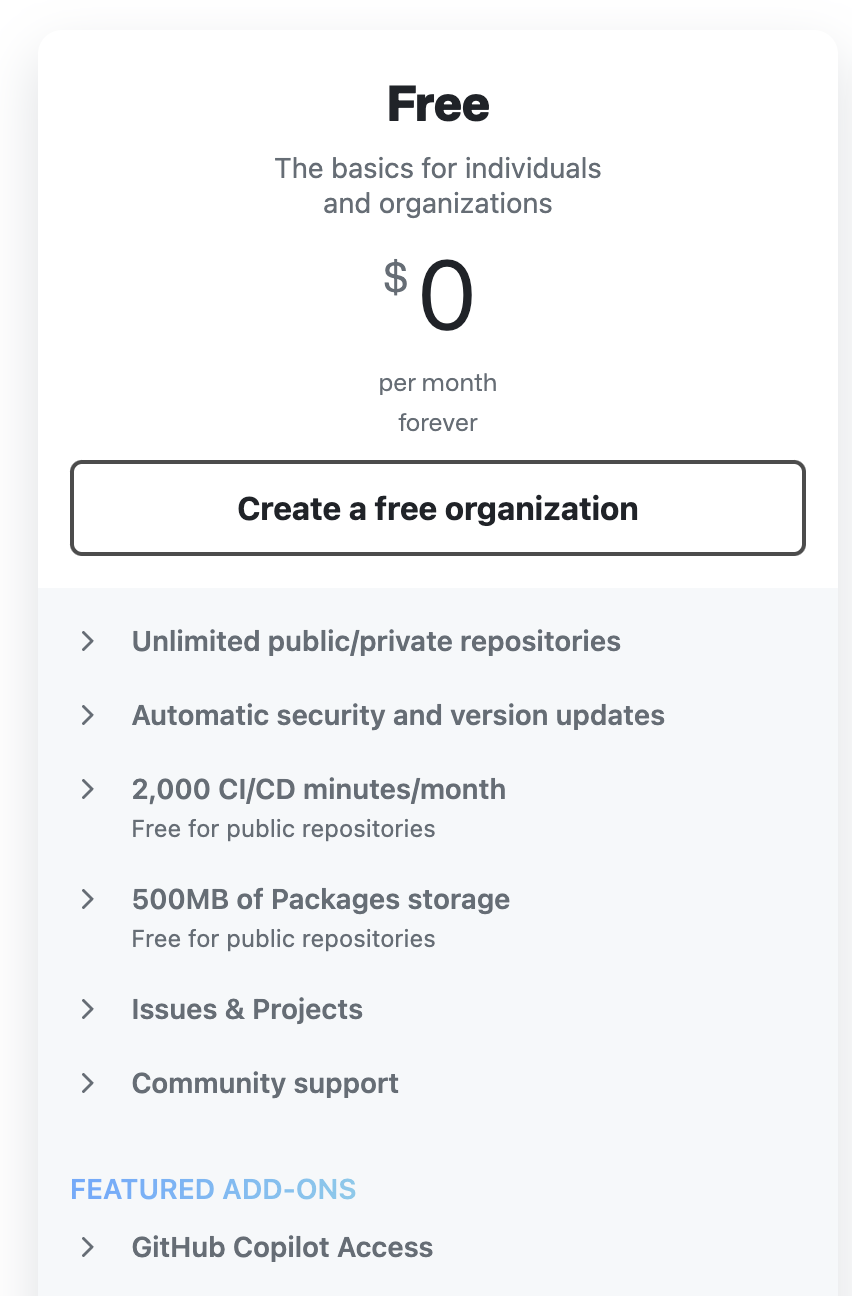 Free
The basics for individuals
and organizations
$0
per month
forever
Create a free organization
Unlimited public/private repositories
Automatic security and version updates
2,000 CI/CD minutes/month
Free for public repositories
500MB of Packages storage
Free for public repositories
Issues & Projects
Community support
FEATURED ADD-ONS
GitHub Copilot Access